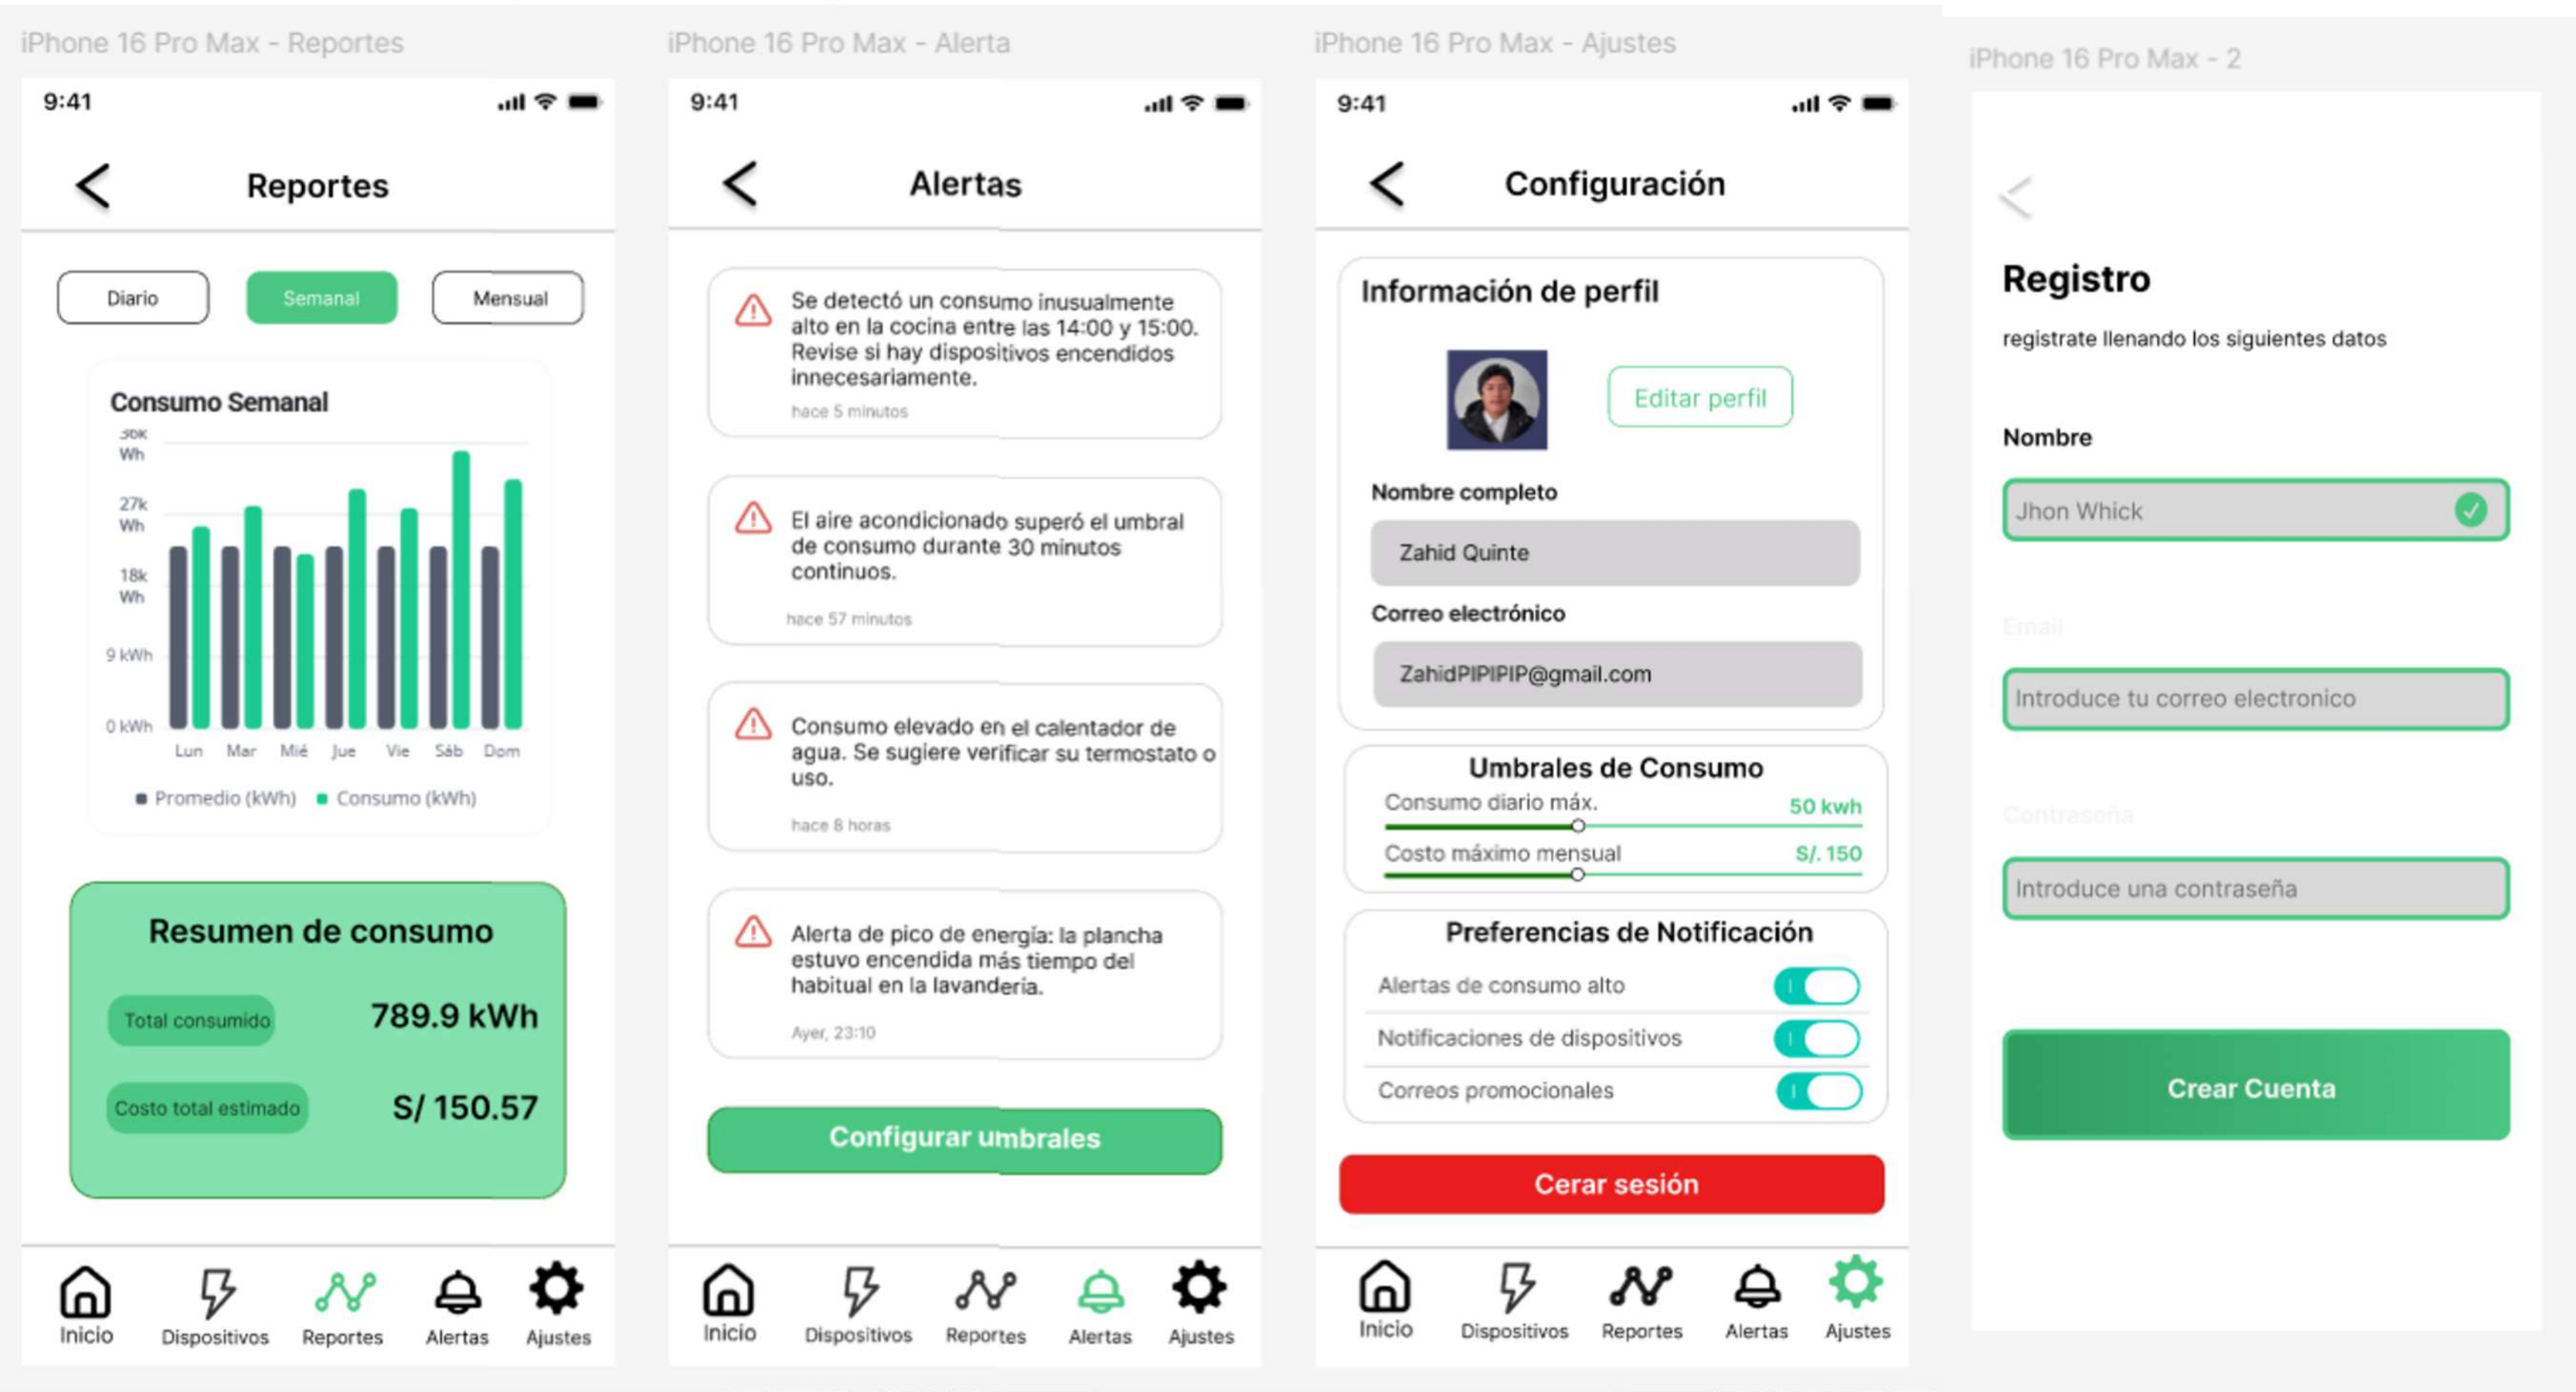 iPhone 16 Pro Max - Reportes
9:41
Reportes
Diario
Semanal
Mensual
Consumo Semanal
36k
Wh
27k
Wh
18k
Wh
9 kWh
0 kWh
Lun Mar Mié Jue Vie Sáb Dom
Promedio (kWh) Consumo (kWh)
Resumen de consumo
Total consumido 789.9 kWh
Costo total estimado S/ 150.57
Inicio Dispositivos Reportes Alertas Ajustes
iPhone 16 Pro Max - Alerta
9:41
Alertas
Se detectó un consumo inusualmente
alto en la cocina entre las 14:00 y 15:00.
Revise si hay dispositivos encendidos
innecesariamente.
hace 5 minutos
El aire acondicionado superó el umbral
de consumo durante 30 minutos
continuos.
hace 57 minutos
Consumo elevado en el calentador de
agua. Se sugiere verificar su termostato o
uso.
hace 8 horas
Alerta de pico de energía: la plancha
estuvo encendida más tiempo del
habitual en la lavandería.
Ayer, 23:10
Configurar umbrales
Inicio Dispositivos Reportes Alertas Ajustes
iPhone 16 Pro Max - Ajustes
9:41
Configuración
Información de perfil
Editar perfil
Nombre completo
Zahid Quinte
Correo electrónico
ZahidPIPIPIP@gmail.com
Umbrales de Consumo
Consumo diario máx. 50 kwh
Costo máximo mensual S/. 150
Preferencias de Notificación
Alertas de consumo alto
Notificaciones de dispositivos
Correos promocionales
Cerar sesión
Inicio Dispositivos Reportes Alertas Ajustes
iPhone 16 Pro Max - 2
Registro
registrate llenando los siguientes datos
Nombre
Jhon Whick
Email
Introduce tu correo electronico
Contrasoña
Introduce una contraseña
Crear Cuenta